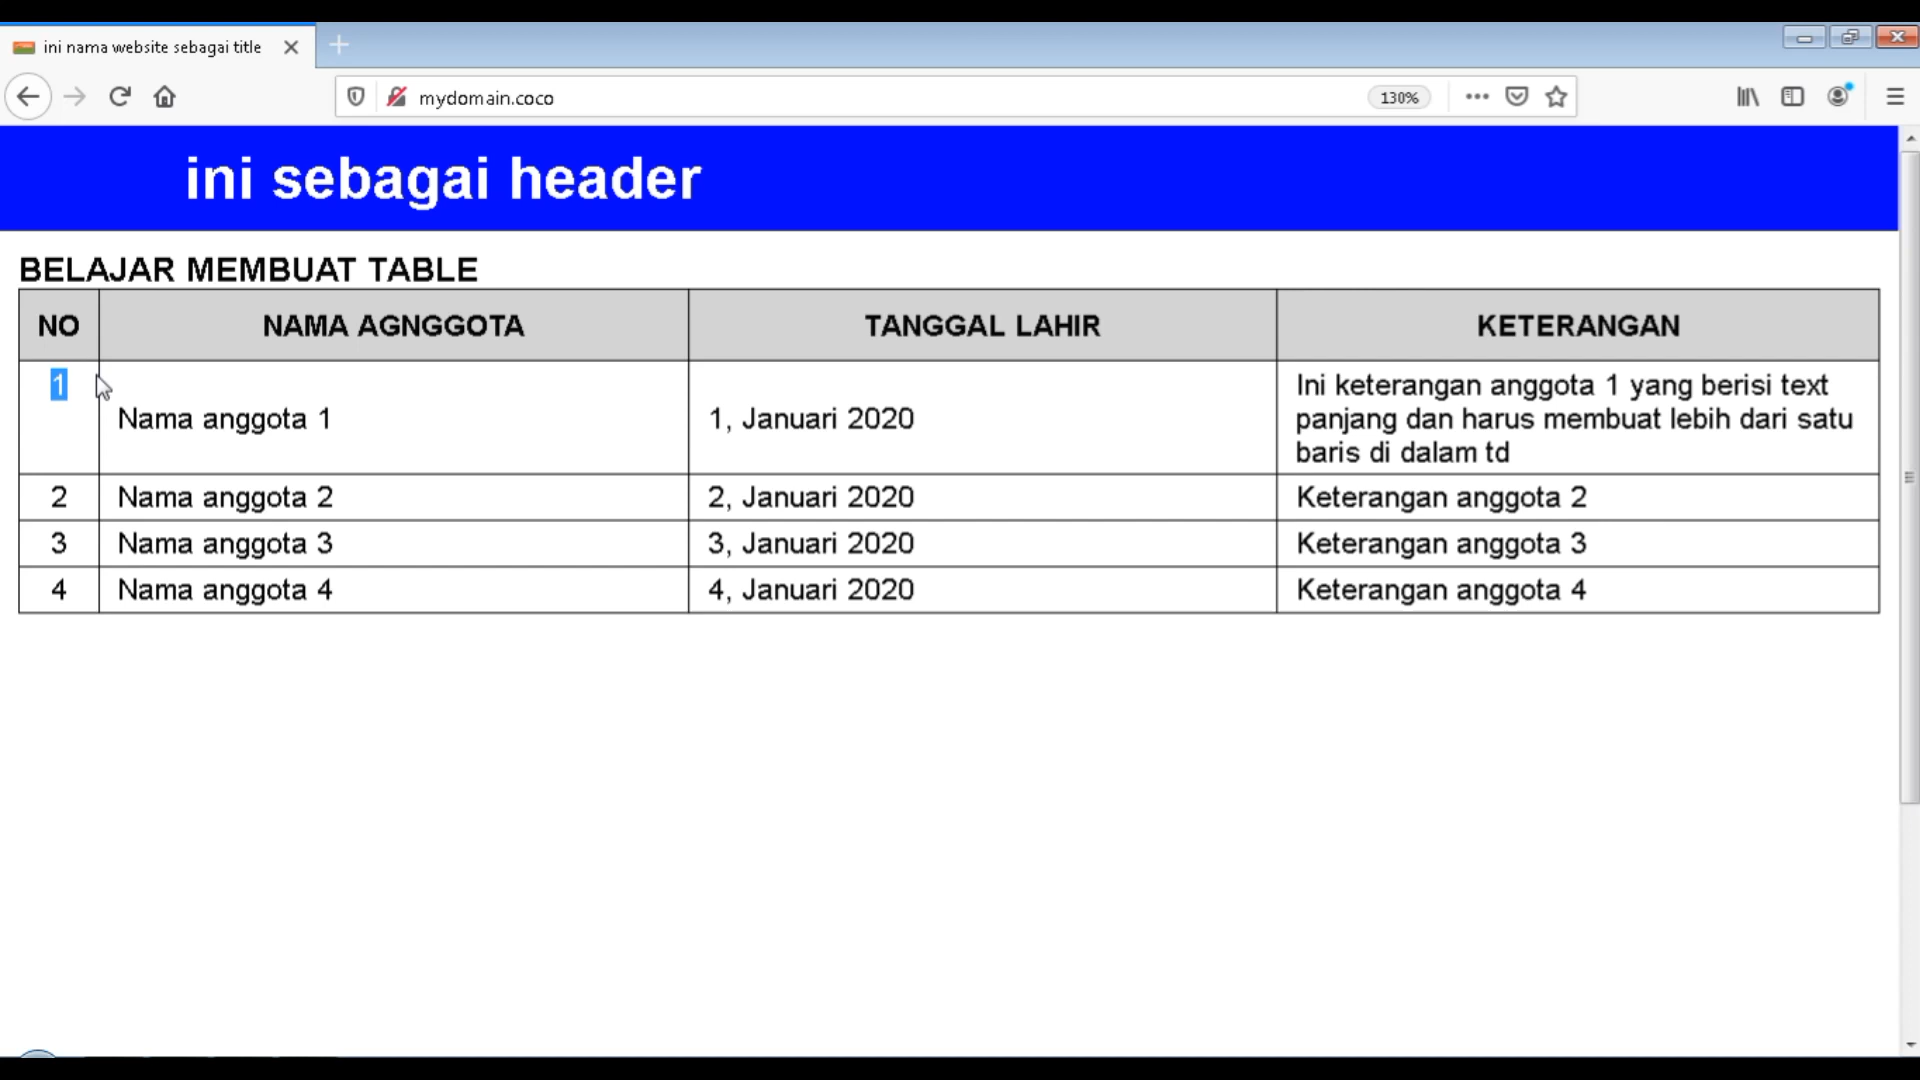 ini nama website sebagai title
mydomain.coco
130%
ini sebagai header
BELAJAR MEMBUAT TABLE
NO NAMA AGNGGOTA TANGGAL LAHIR KETERANGAN
1 Nama anggota 1 1, Januari 2020 Ini keterangan anggota 1 yang berisi text
panjang dan harus membuat lebih dari satu
baris di dalam td
2 Nama anggota 2 2, Januari 2020 Keterangan anggota 2
3 Nama anggota 3 3, Januari 2020 Keterangan anggota 3
4 Nama anggota 4 4, Januari 2020 Keterangan anggota 4